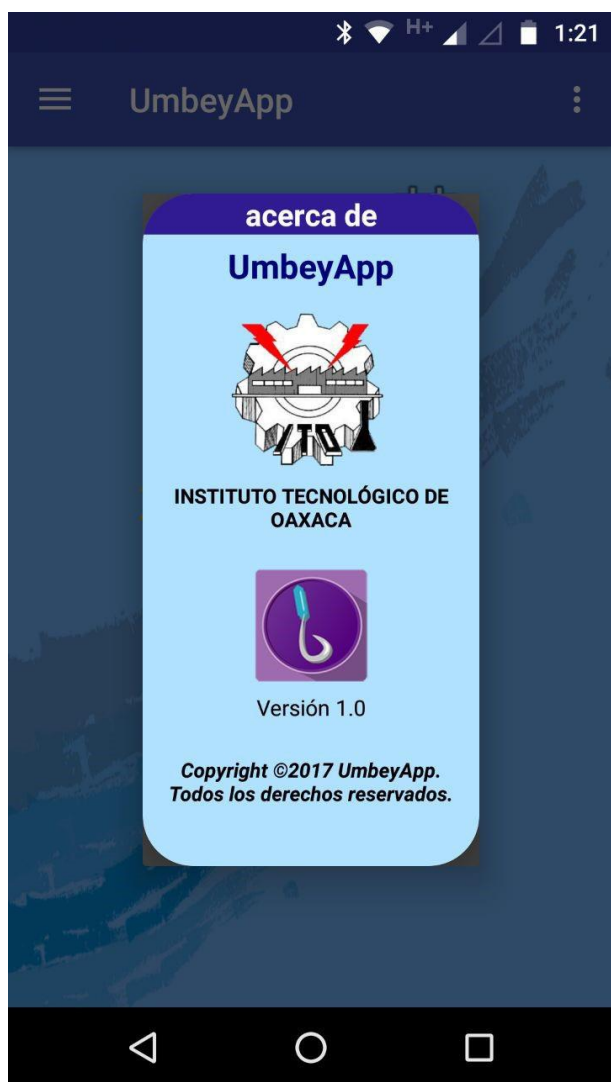 H+ 1:21
UmbeyApp
acerca de
UmbeyApp
ITO
INSTITUTO TECNOLÓGICO DE
OAXACA
Versión 1.0
Copyright ©2017 UmbeyApp.
Todos los derechos reservados.